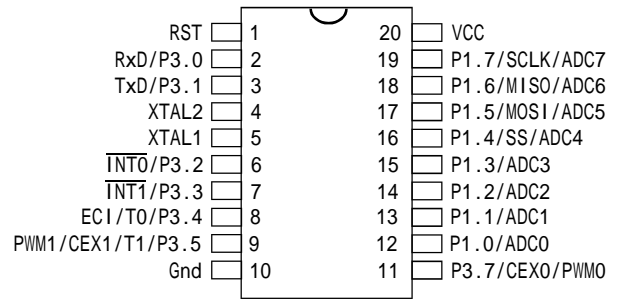 RST 1 20 VCC
RxD/P3.0 2 19 P1.7/SCLK/ADC7
TxD/P3.1 3 18 P1.6/MISO/ADC6
XTAL2 4 17 P1.5/MOSI/ADC5
XTAL1 5 16 P1.4/SS/ADC4
INT0/P3.2 6 15 P1.3/ADC3
INT1/P3.3 7 14 P1.2/ADC2
ECI/T0/P3.4 8 13 P1.1/ADC1
PWM1/CEX1/T1/P3.5 9 12 P1.0/ADC0
Gnd 10 11 P3.7/CEX0/PWM0